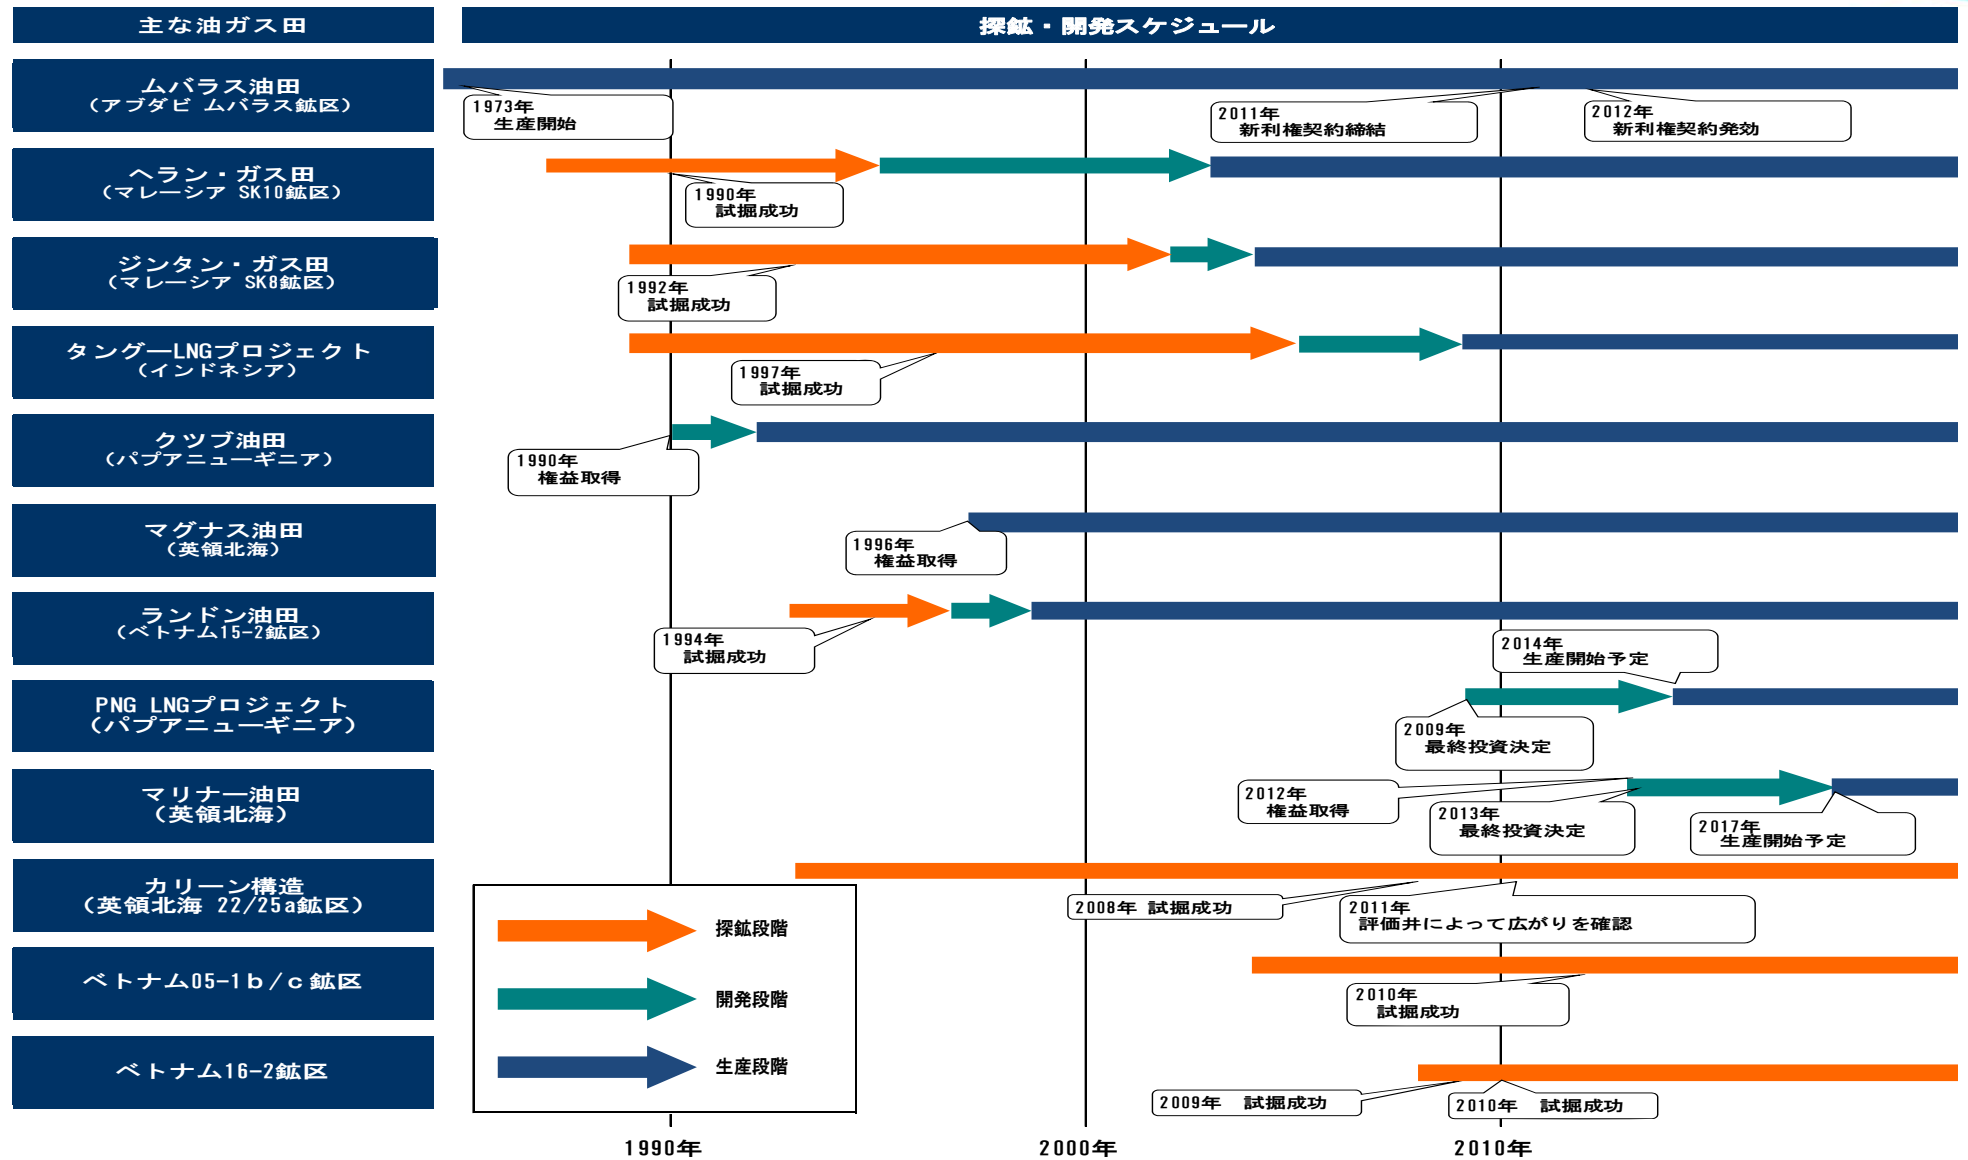 主な油ガス田
探鉱・開発スケジュール
ムバラス油田
（アブダビ ムバラス鉱区）
1973年
生産開始
2011年
新利権契約締結
2012年
新利権契約発効
ヘラン・ガス田
（マレーシア SK10鉱区）
1990年
試掘成功
ジンタン・ガス田
（マレーシア SK8鉱区）
1992年
試掘成功
タングーLNGプロジェクト
（インドネシア）
1997年
試掘成功
クツブ油田
（パプアニューギニア）
1990年
権益取得
マグナス油田
（英領北海）
1996年
権益取得
ランドン油田
（ベトナム15-2鉱区）
1994年
試掘成功
PNG LNGプロジェクト
（パプアニューギニア）
2014年
生産開始予定
2009年
最終投資決定
マリナー油田
（英領北海）
2012年
権益取得
2013年
最終投資決定
2017年
生産開始予定
カリーン構造
（英領北海 22/25a鉱区）
2008年 試掘成功
2011年
評価井によって広がりを確認
ベトナム05-1ｂ/ｃ鉱区
2010年
試掘成功
ベトナム16-2鉱区
2009年　試掘成功
2010年　試掘成功
探鉱段階
開発段階
生産段階
1990年
2000年
2010年